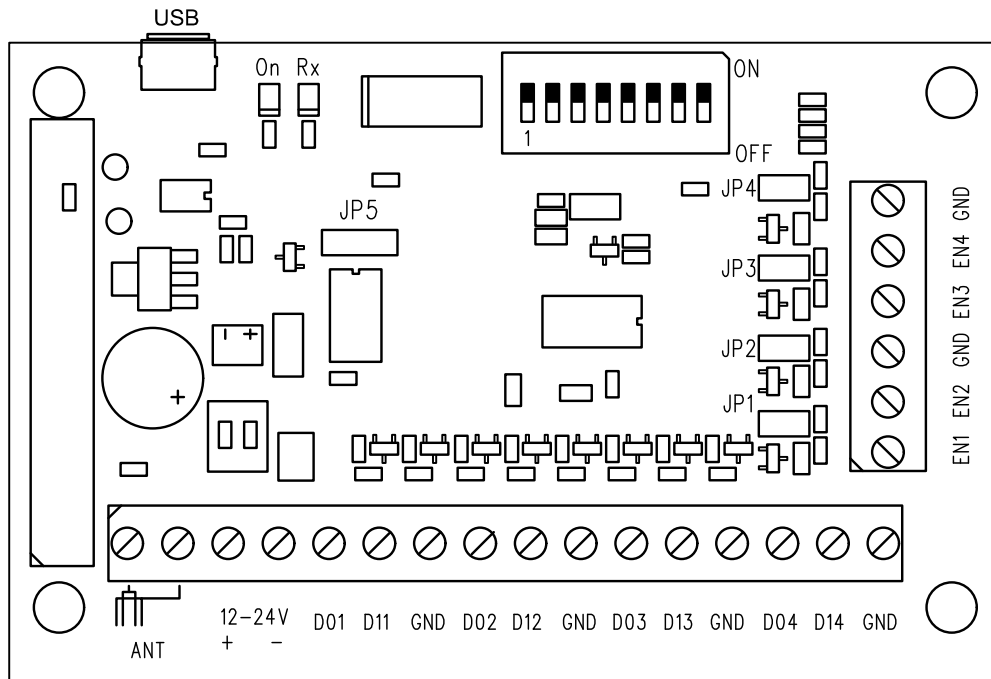 USB
On Rx
ON
1
OFF
JP4
JP5
JP3
JP2
JP1
- +
+
GND
EN4
EN3
GND
EN2
EN1
12-24V D01 D11 GND D02 D12 GND D03 D13 GND D04 D14 GND
+ -
ANT